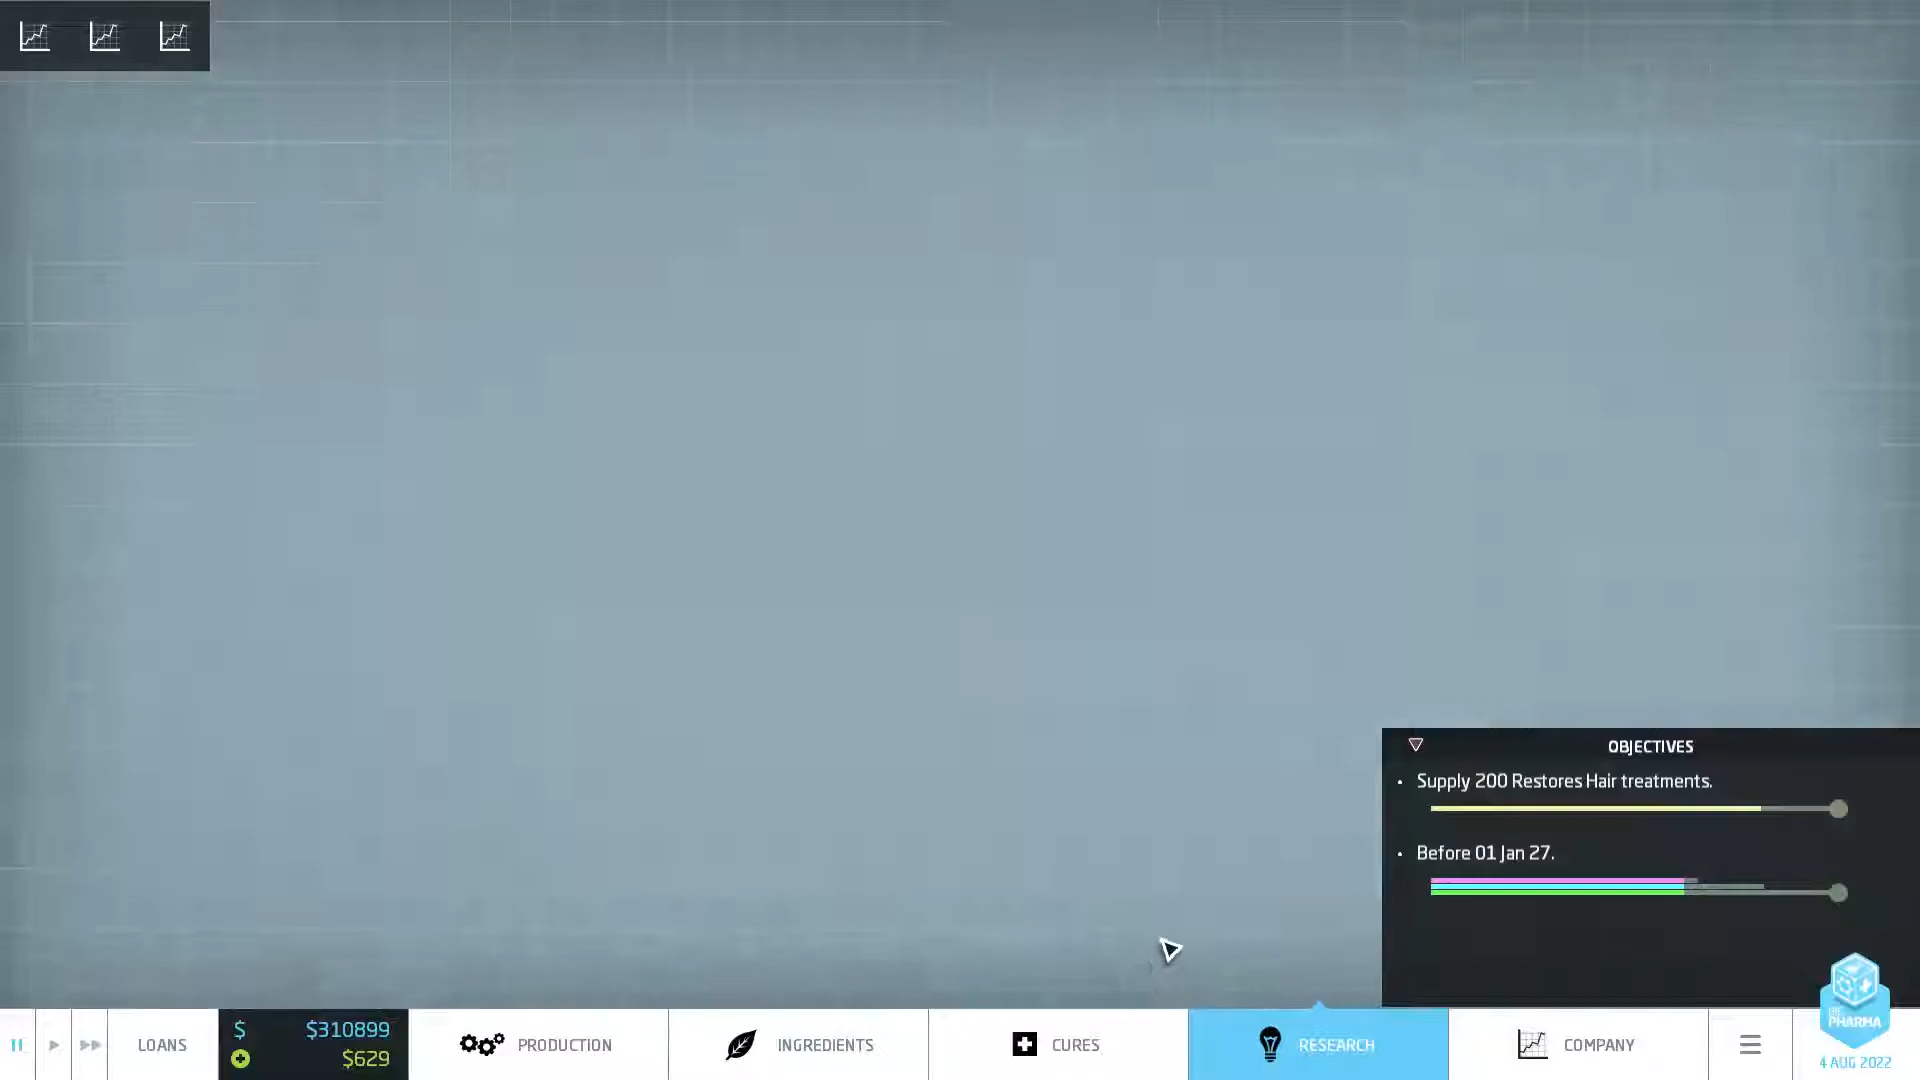 OBJECTIVES
• Supply 200 Restores Hair treatments.
• Before 01 Jan 27.
LOANS
$ $310899
$629
PRODUCTION
INGREDIENTS
CURES
RESEARCH
COMPANY
PHARMA
4 AUG 2022